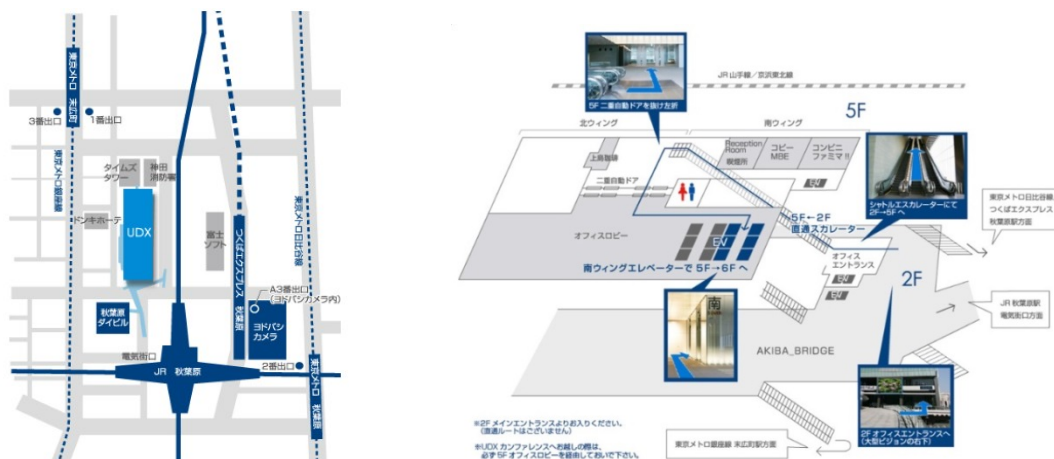 東京メトロ 末広町
3番出口
1番出口
東京メトロ銀座線
タイムズ
タワー
神田
消防署
ドンキホーテ
UDX
富士
ソフト
つくばエクスプレス 秋葉原
東京メトロ日比谷線
A3番出口
(ヨドバシカメラ内)
秋葉原
ダイビル
ヨドバシ
カメラ
電気街口
JR 秋葉原
2番出口
東京メトロ 秋葉原
JR 山手線／京浜東北線
5F 二重自動ドアを抜け左折
5F
北ウィング
南ウィング
上島珈琲
Reception
Room
喫煙所
コピー
MBE
コンビニ
ファミマ!!
二重自動ドア
シャトルエスカレーターにて
2F→5F へ
東京メトロ日比谷線
つくばエクスプレス
秋葉原駅方面
5F←2F
直通スカレーター
オフィスロビー
EV
オフィス
エントランス
南ウィングエレベーターで 5F→6F へ
2F
南
JR 秋葉原駅
電気街口方面
AKIBA_BRIDGE
※2F メインエントランスよりお入りください。
(直通ルートはございません)
※UDX カンファレンスへお越しの際は、
必ず5F オフィスロビーを経由しておいで下さい。
東京メトロ銀座線 末広町駅方面
2F オフィスエントランスへ
(大型ビジョンの右下)